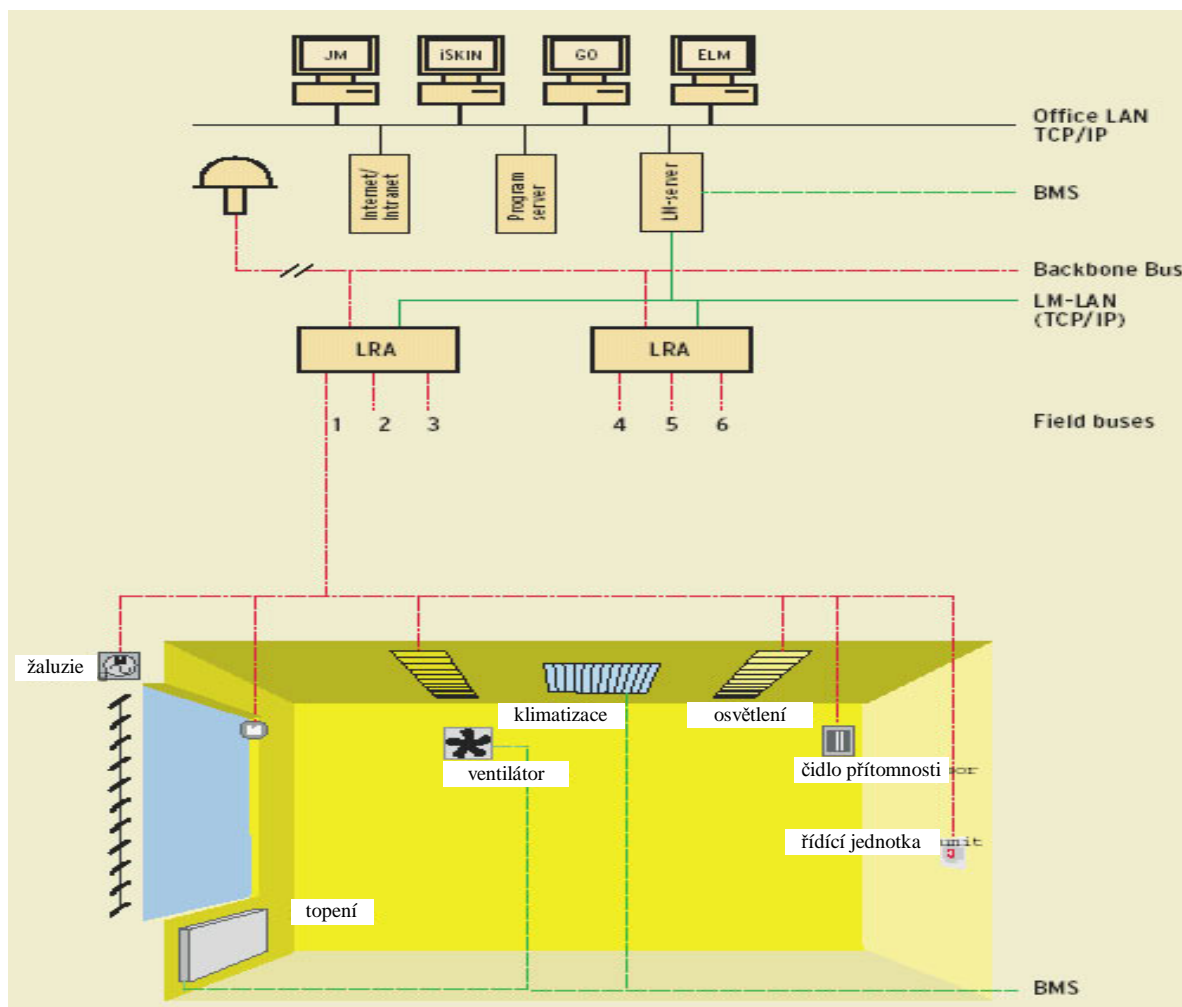 JM
iSKIN
GO
ELM
Office LAN
TCP/IP
Internet/
Intranet
Program
server
LM-server
BMS
Backbone Bus
LM-LAN
(TCP/IP)
LRA
LRA
1 2 3 4 5 6
Field buses
žaluzie
klimatizace
osvětlení
ventilátor
čidlo přítomnosti
řídící jednotka
unit
topení
BMS